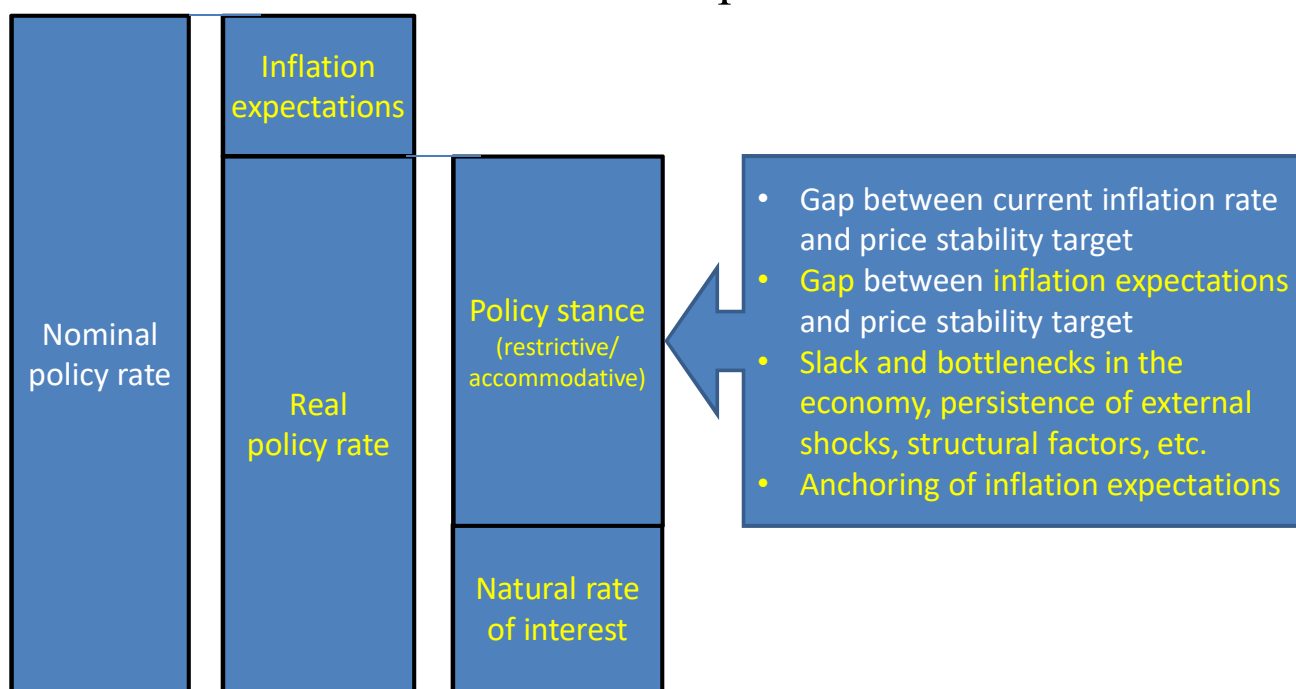 Inflation
expectations
Nominal
policy rate
Real
policy rate
Policy stance
(restrictive/
accommodative)
Natural rate
of interest
• Gap between current inflation rate
and price stability target
• Gap between inflation expectations
and price stability target
• Slack and bottlenecks in the
economy, persistence of external
shocks, structural factors, etc.
• Anchoring of inflation expectations